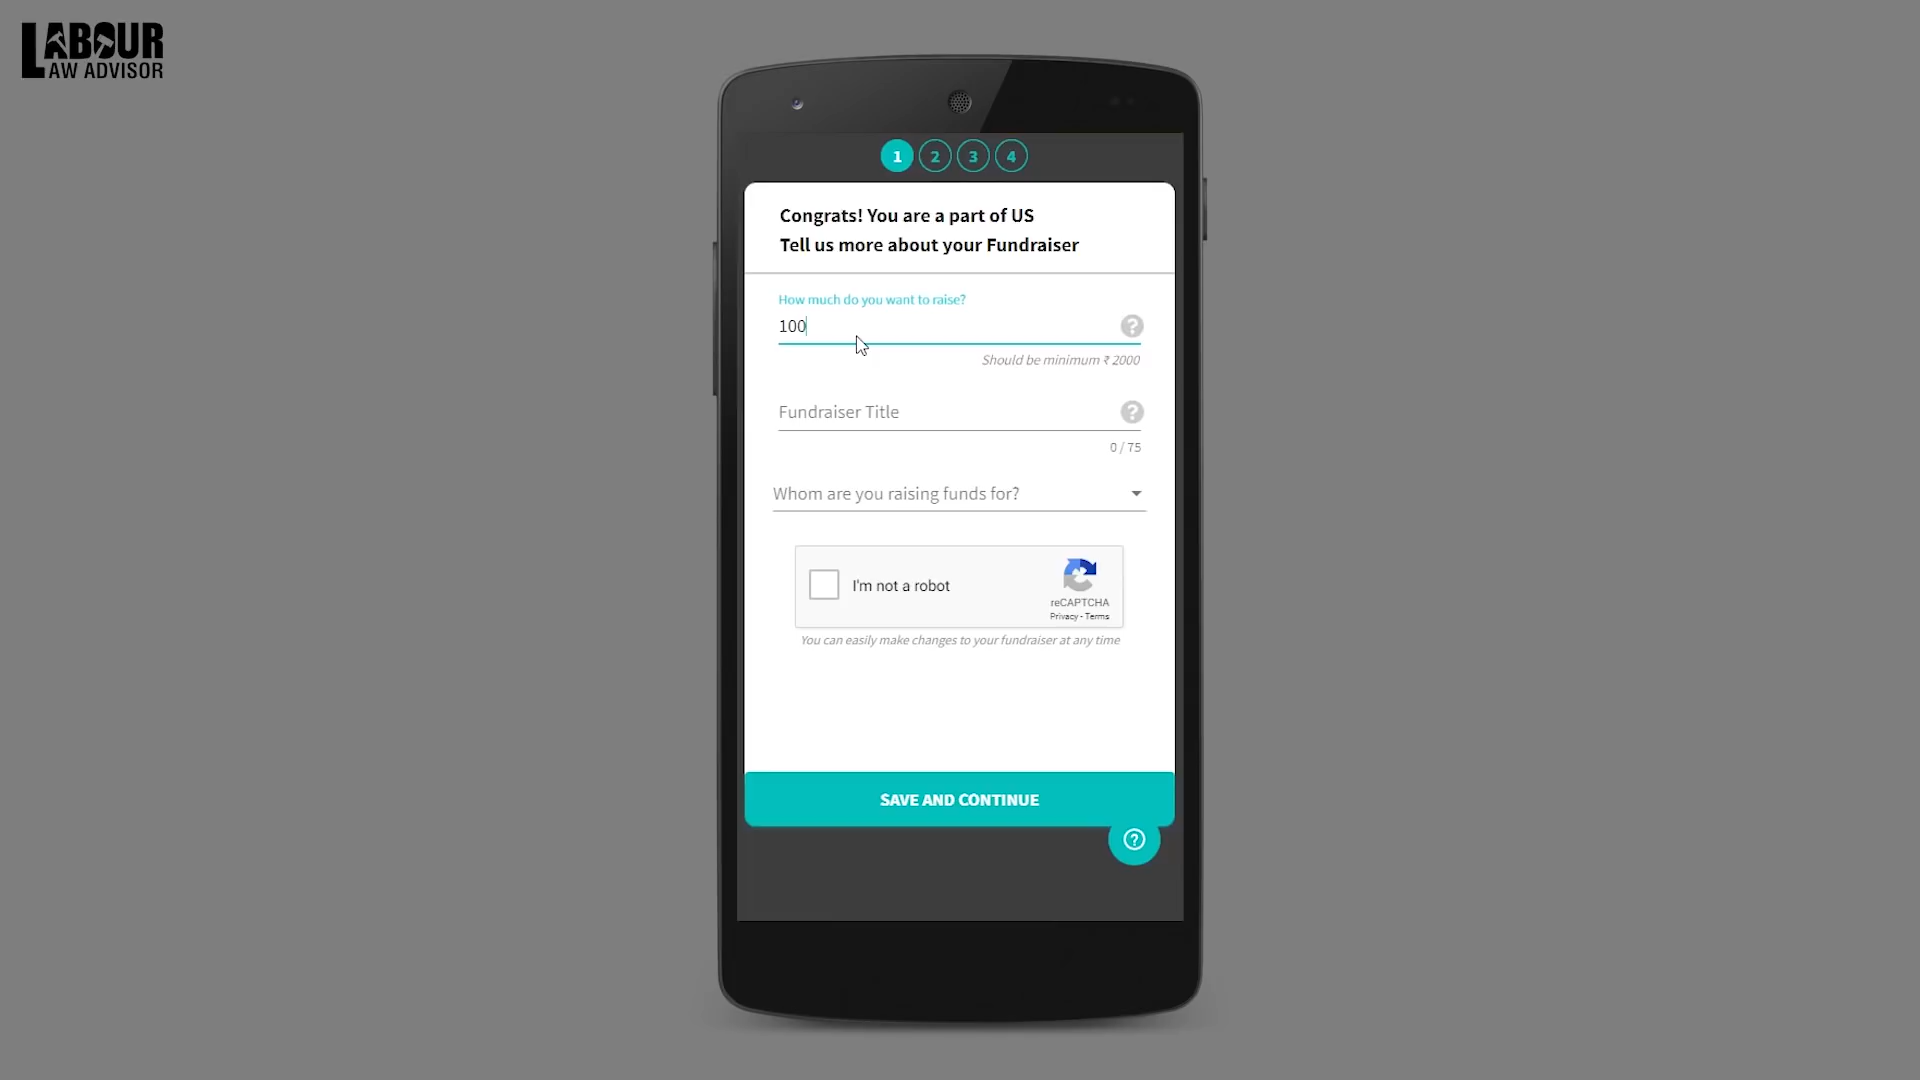 LABOUR
LAW ADVISOR
1 2 3 4
Congrats! You are a part of US
Tell us more about your Fundraiser
How much do you want to raise?
100
Should be minimum ₹ 2000
Fundraiser Title
0 / 75
Whom are you raising funds for?
I'm not a robot
reCAPTCHA
Privacy - Terms
You can easily make changes to your fundraiser at any time
SAVE AND CONTINUE